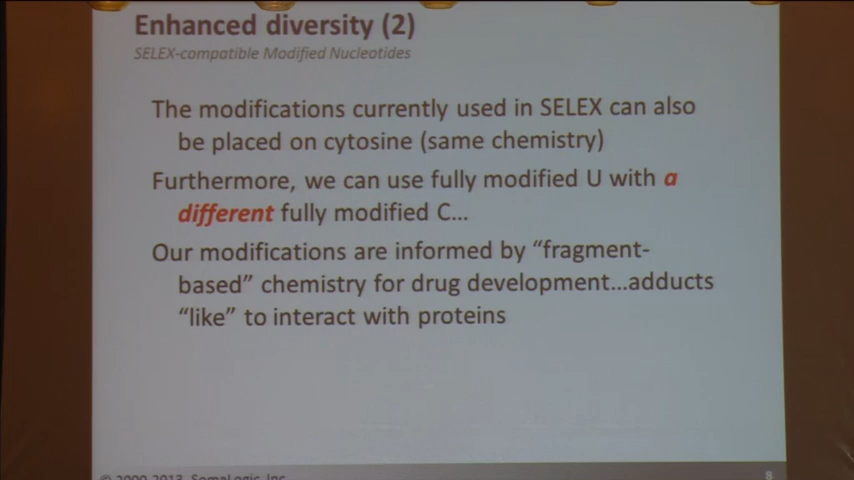 Enhanced diversity (2)
SELEX-compatible Modified Nucleotides
The modifications currently used in SELEX can also
be placed on cytosine (same chemistry)
Furthermore, we can use fully modified U with a
different fully modified C...
Our modifications are informed by “fragment-
based” chemistry for drug development...adducts
“like” to interact with proteins
© 2000-2013, SomaLogic, Inc.
8